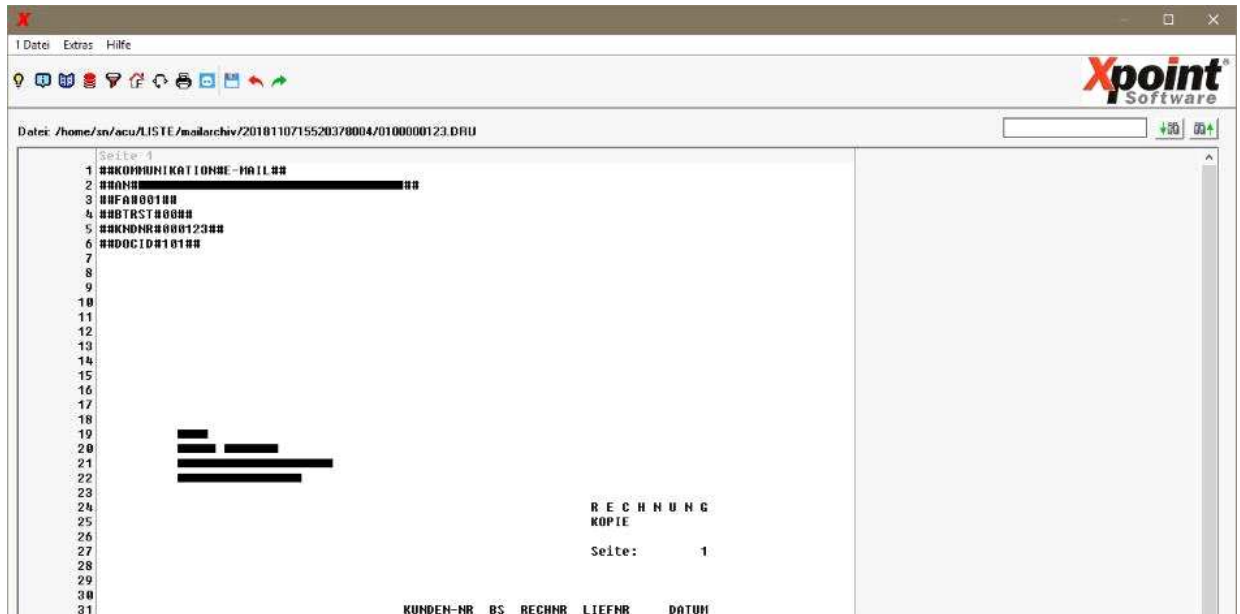 X
1 Datei Extras Hilfe
Xpoint®
Software
Datei: /home/sn/acu/LISTE/mailarchiv/2018110715520378004/0100000123.DRU
Seite 1
1 ##KOMMUNIKATION#E-MAIL##
2 ##AN# ##
3 ##FA#001##
4 ##BTRST#00##
5 ##KNDNR#000123##
6 ##DOCID#101##
7
8
9
10
11
12
13
14
15
16
17
18
19
20
21
22
23
24 R E C H N U N G
25 KOPIE
26
27 Seite: 1
28
29
30
31 KUNDEN-NR BS RECHNR LIEFNR DATUM